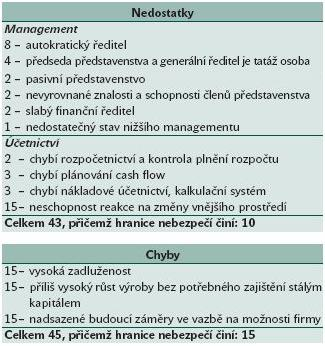 Nedostatky
Management
8 – autokratický ředitel
4 – předseda představenstva a generální ředitel je tatáž osoba
2 – pasivní představenstvo
2 – nevyrovnané znalosti a schopnosti členů představenstva
2 – slabý finanční ředitel
1 – nedostatečný stav nižšího managementu
Účetnictví
2 – chybí rozpočetnictví a kontrola plnění rozpočtu
3 – chybí plánování cash flow
3 – chybí nákladové účetnictví, kalkulační systém
15– neschopnost reakce na změny vnějšího prostředí
Celkem 43, přičemž hranice nebezpečí činí: 10
Chyby
15– vysoká zadluženost
15– příliš vysoký růst výroby bez potřebného zajištění stálým
kapitálem
15– nadsazené budoucí záměry ve vazbě na možnosti firmy
Celkem 45, přičemž hranice nebezpečí činí: 15